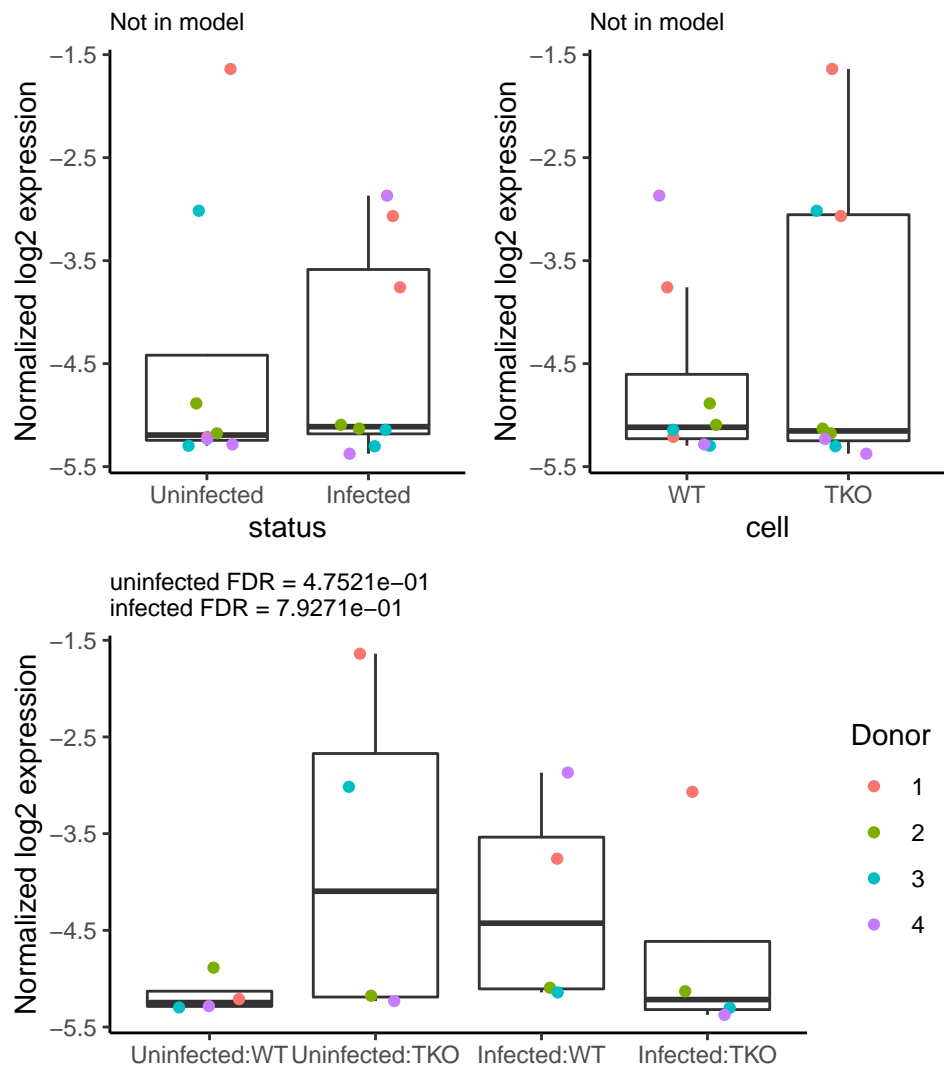 Not in model
Normalized log2 expression
−1.5
−2.5
−3.5
−4.5
−5.5
Uninfected
Infected
status
Not in model
Normalized log2 expression
−1.5
−2.5
−3.5
−4.5
−5.5
WT
TKO
cell
uninfected FDR = 4.7521e−01
infected FDR = 7.9271e−01
Normalized log2 expression
−1.5
−2.5
−3.5
−4.5
−5.5
Uninfected:WT
Uninfected:TKO
Infected:WT
Infected:TKO
Donor
1
2
3
4